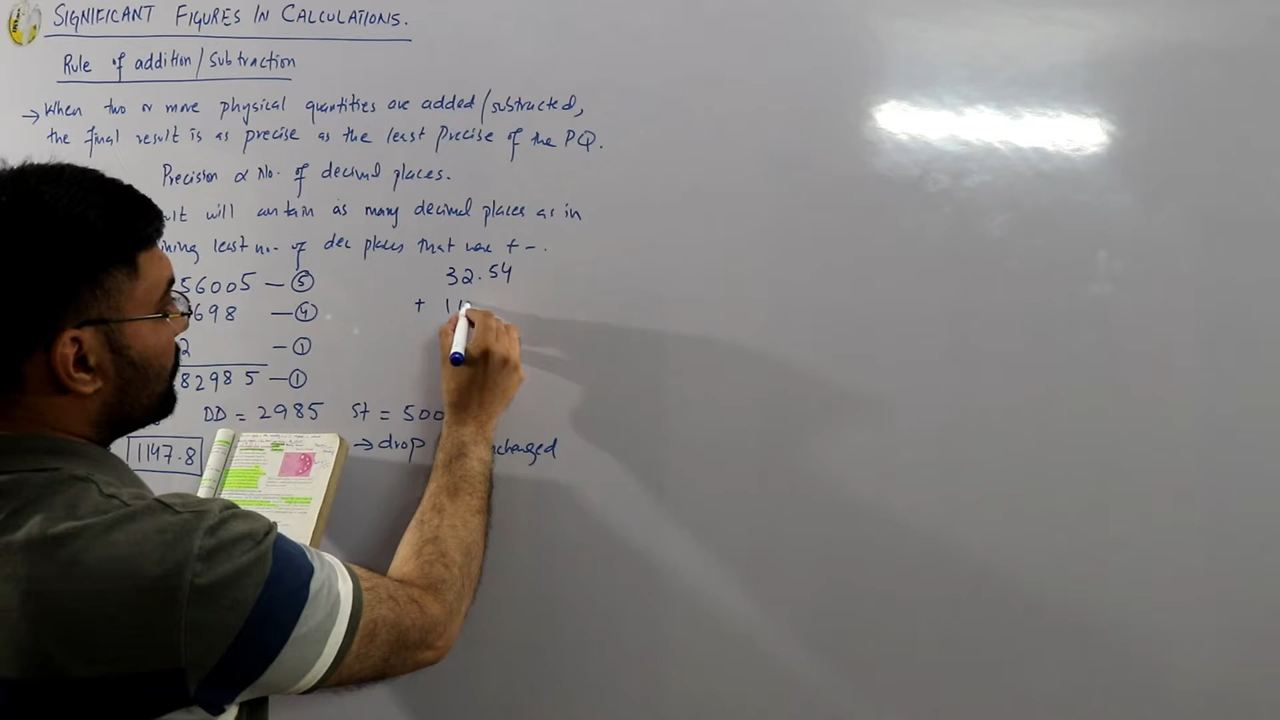 SIGNIFICANT FIGURES IN CALCULATIONS.
Rule of addition/Subtraction
→ When two or more physical quantities are added/subtracted,
the final result is as precise as the least Precise of the PQ.
Precision ∝ No. of decimal places.
will contain as many decimal places as in
least no. of dec places that were + -.
56005 — ⑤
698 — ④
2 — ①
82985 — ①
32.54
+ 11
DD = 2985 St = 500
1147.8
→ drop